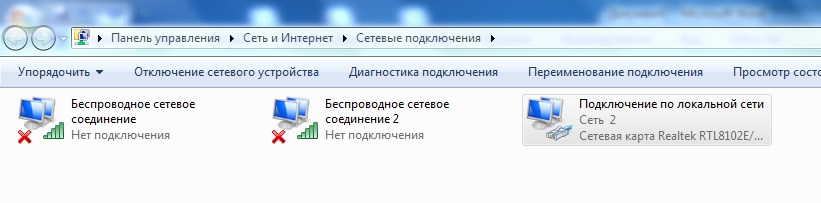 Панель управления Сеть и Интернет Сетевые подключения
Упорядочить Отключение сетевого устройства Диагностика подключения Переименование подключения Просмотр состо
Беспроводное сетевое
соединение
Нет подключения
Беспроводное сетевое
соединение 2
Нет подключения
Подключение по локальной сети
Сеть 2
Сетевая карта Realtek RTL8102E/...